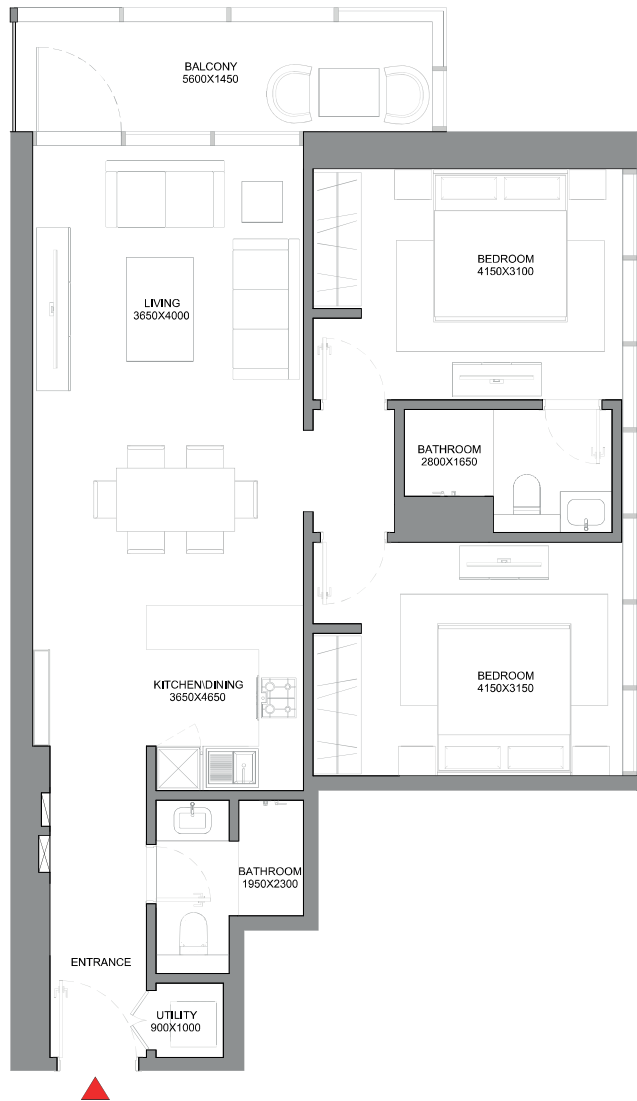 BALCONY
5600X1450
BEDROOM
4150X3100
LIVING
3650X4000
BATHROOM
2800X1650
BEDROOM
4150X3150
KITCHEN\DINING
3650X4650
BATHROOM
1950X2300
ENTRANCE
UTILITY
900X1000